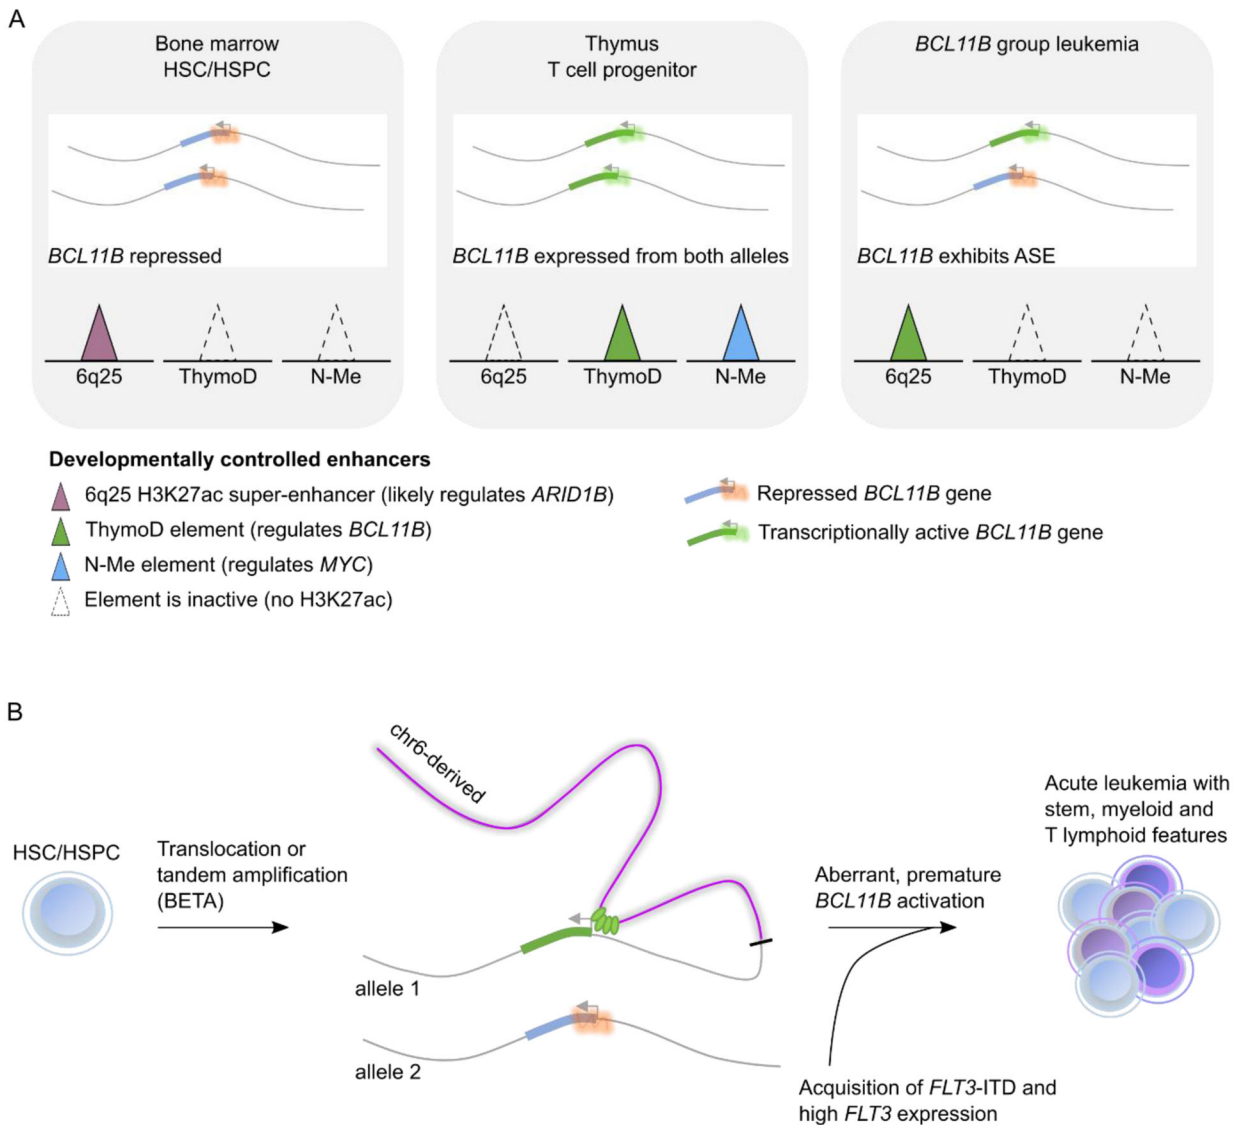 A
Bone marrow
HSC/HSPC
BCL11B repressed
6q25
ThymoD
N-Me
Thymus
T cell progenitor
BCL11B expressed from both alleles
6q25
ThymoD
N-Me
BCL11B group leukemia
BCL11B exhibits ASE
6q25
ThymoD
N-Me
Developmentally controlled enhancers
6q25 H3K27ac super-enhancer (likely regulates ARID1B)
ThymoD element (regulates BCL11B)
N-Me element (regulates MYC)
Element is inactive (no H3K27ac)
Repressed BCL11B gene
Transcriptionally active BCL11B gene
B
HSC/HSPC
Translocation or
tandem amplification
(BETA)
chr6-derived
allele 1
allele 2
Aberrant, premature
BCL11B activation
Acquisition of FLT3-ITD and
high FLT3 expression
Acute leukemia with
stem, myeloid and
T lymphoid features